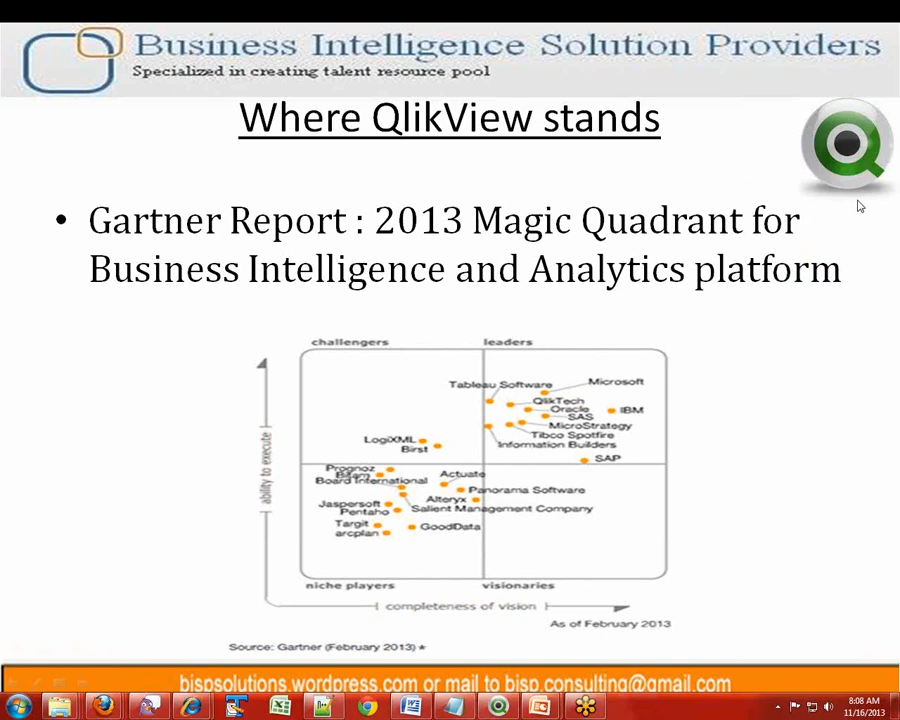 Business Intelligence Solution Providers
Specialized in creating talent resource pool
Where QlikView stands
• Gartner Report : 2013 Magic Quadrant for
Business Intelligence and Analytics platform
challengers
leaders
Tableau Software
Microsoft
QlikTech
Oracle
IBM
SAS
MicroStrategy
Tibco Spotfire
Information Builders
LogiXML
Birst
SAP
ability to execute
Prognoz
Bitam
Board International
Actuate
Panorama Software
Alteryx
Jaspersoft
Salient Management Company
Pentaho
Targit
GoodData
arcplan
niche players
visionaries
completeness of vision
As of February 2013
Source: Gartner (February 2013) ★
bispsolutions.wordpress.com or mail to bisp.consulting@gmail.com
8:08 AM
11/16/2013